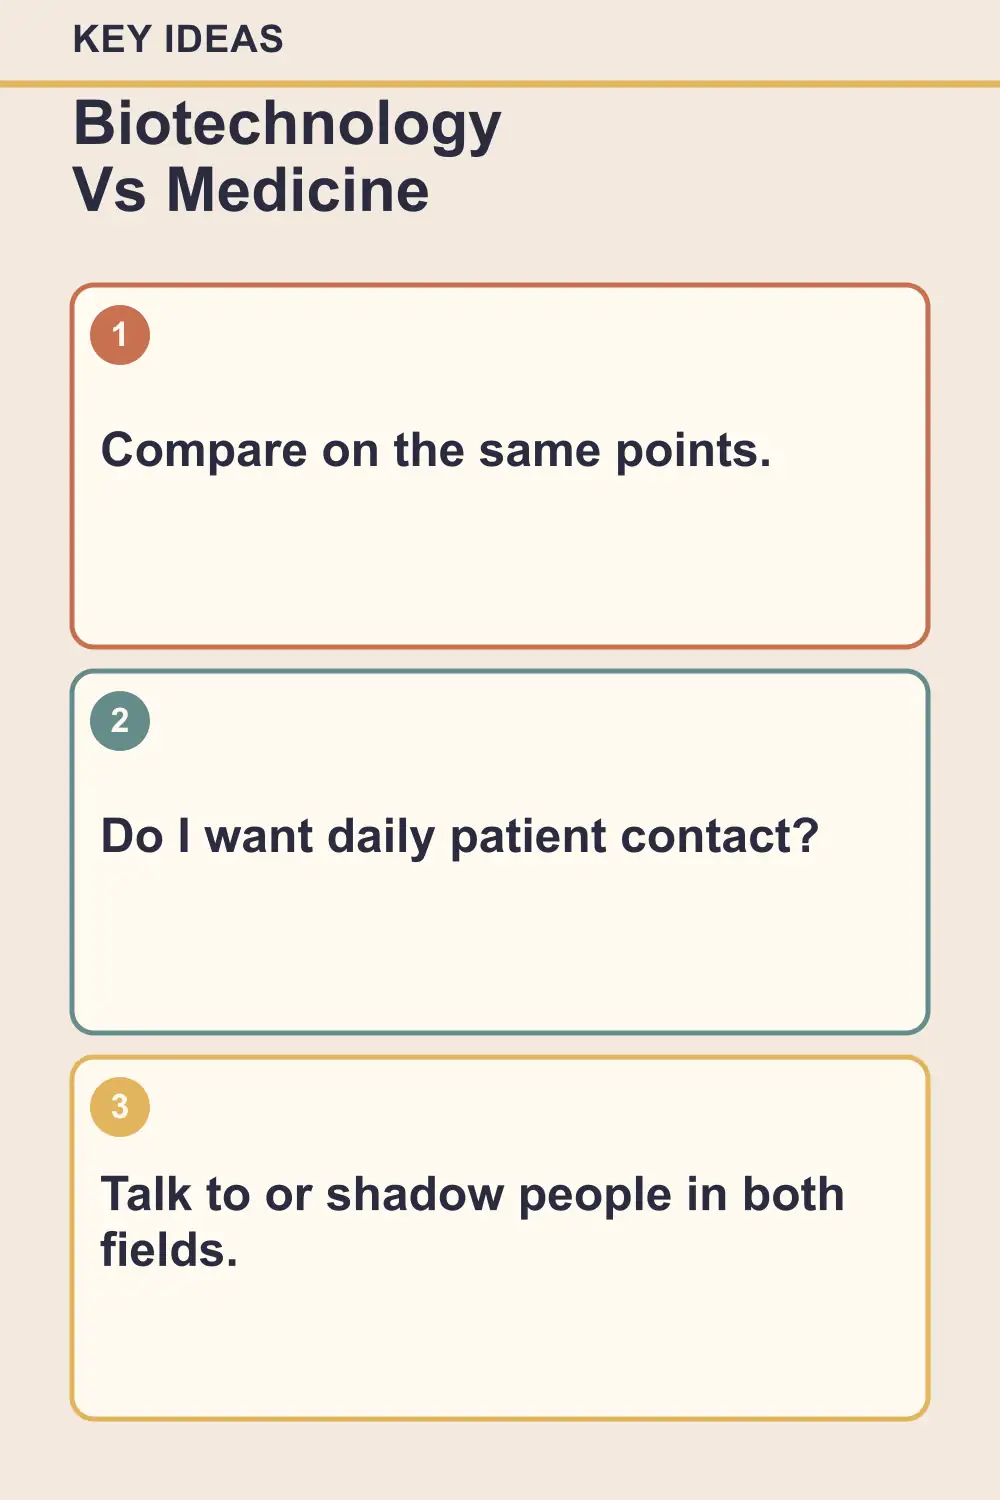 KEY IDEAS
Biotechnology
Vs Medicine
1
Compare on the same points.
2
Do I want daily patient contact?
3
Talk to or shadow people in both
fields.